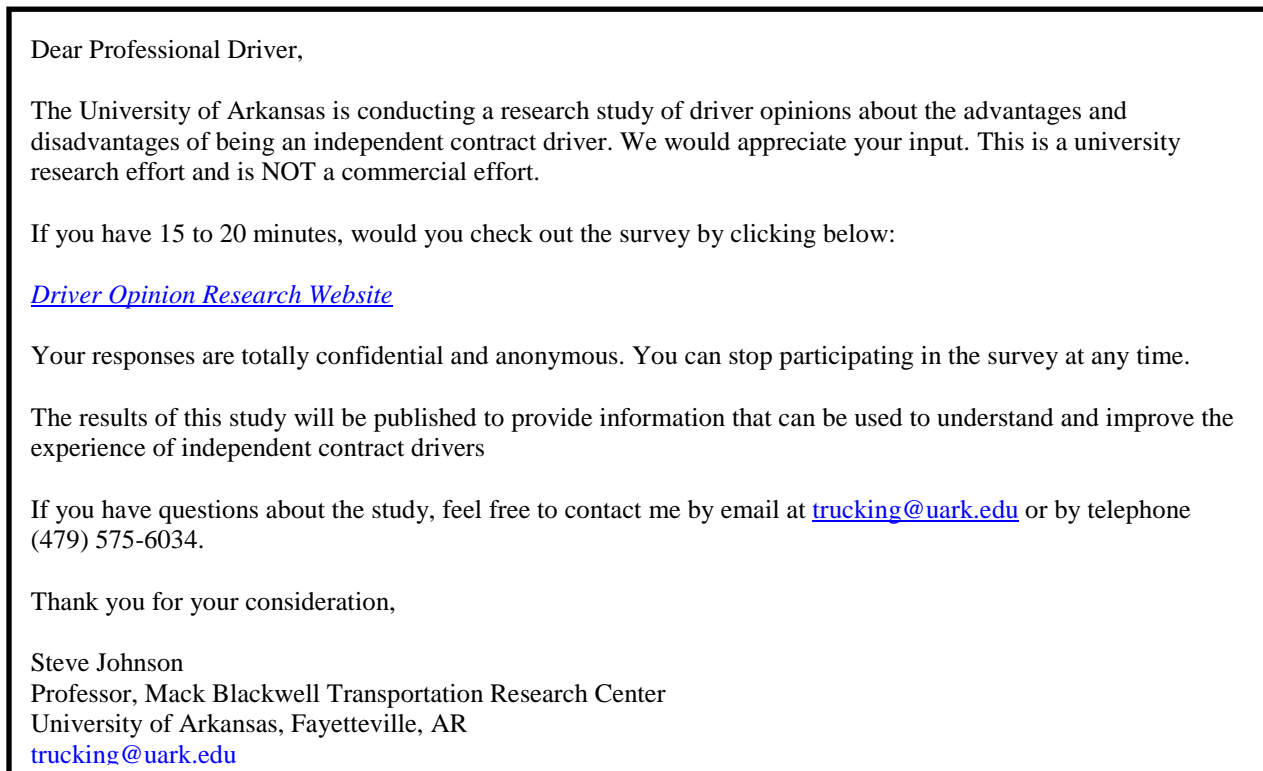 Dear Professional Driver,
The University of Arkansas is conducting a research study of driver opinions about the advantages and
disadvantages of being an independent contract driver. We would appreciate your input. This is a university
research effort and is NOT a commercial effort.
If you have 15 to 20 minutes, would you check out the survey by clicking below:
Driver Opinion Research Website
Your responses are totally confidential and anonymous. You can stop participating in the survey at any time.
The results of this study will be published to provide information that can be used to understand and improve the
experience of independent contract drivers
If you have questions about the study, feel free to contact me by email at trucking@uark.edu or by telephone
(479) 575-6034.
Thank you for your consideration,
Steve Johnson
Professor, Mack Blackwell Transportation Research Center
University of Arkansas, Fayetteville, AR
trucking@uark.edu